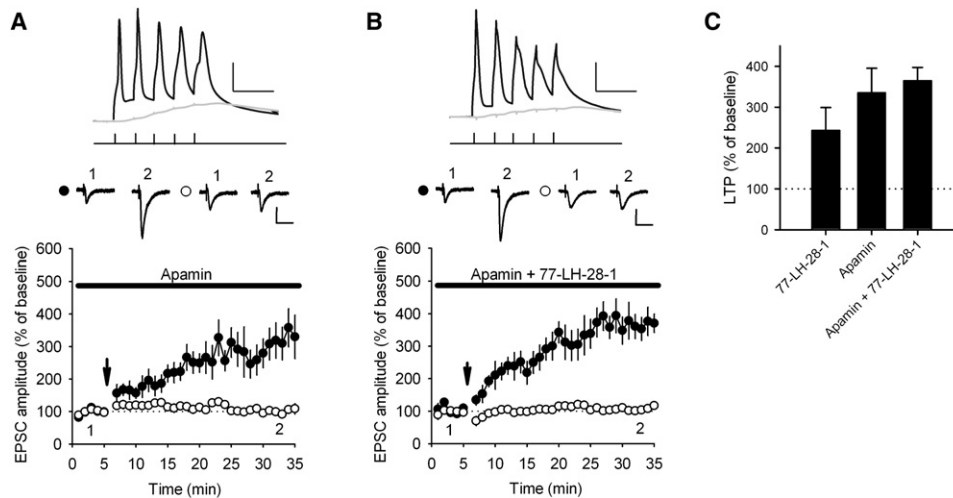 A
1 2 1 2
EPSC amplitude (% of baseline)
600
500
400
300
200
100
0
Apamin
1 2
0 5 10 15 20 25 30 35
Time (min)
B
1 2 1 2
EPSC amplitude (% of baseline)
600
500
400
300
200
100
0
Apamin + 77-LH-28-1
1 2
0 5 10 15 20 25 30 35
Time (min)
C
LTP (% of baseline)
400
300
200
100
0
77-LH-28-1
Apamin
Apamin + 77-LH-28-1